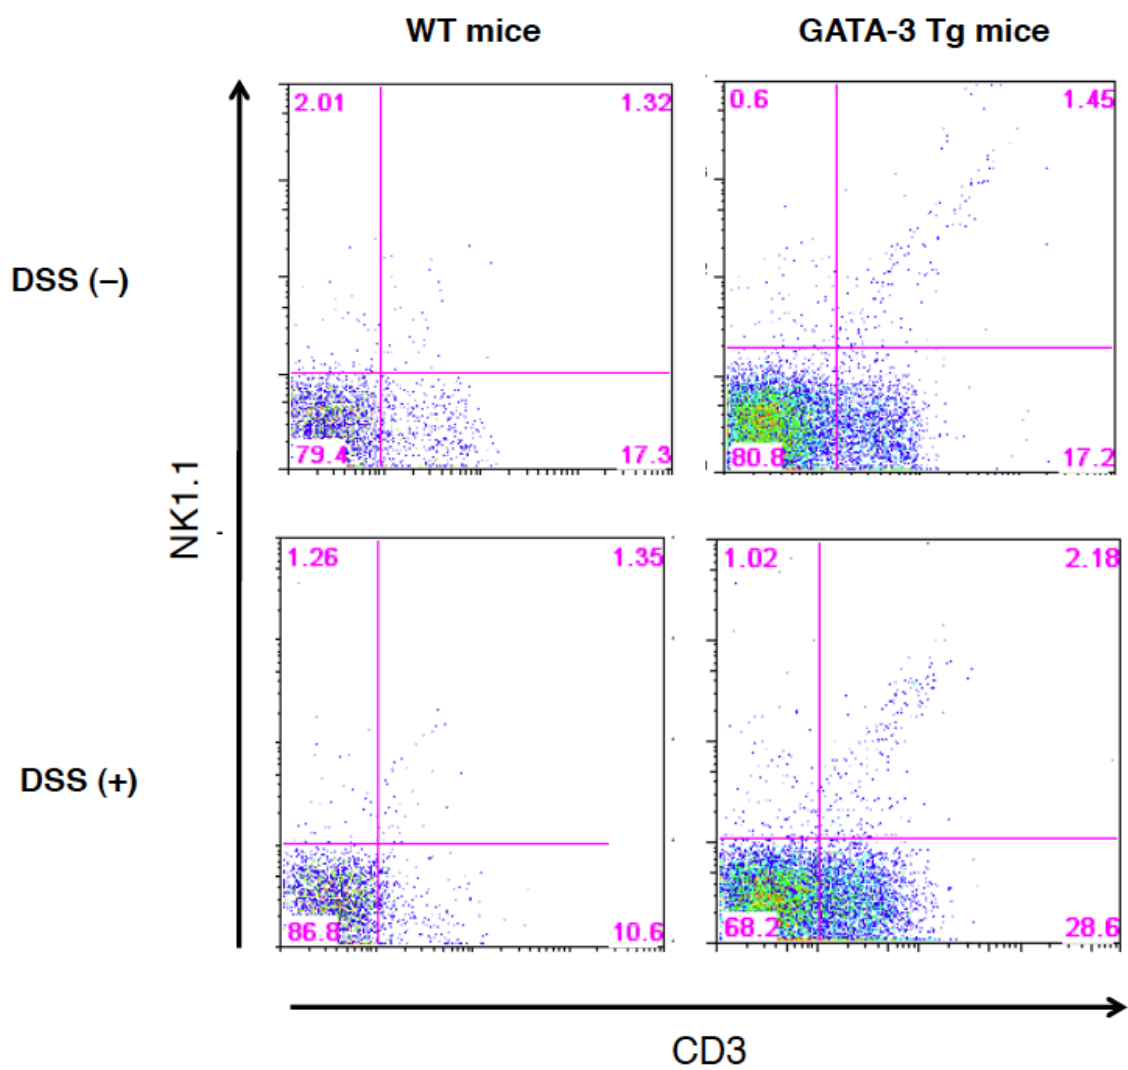 WT mice
GATA-3 Tg mice
2.01
1.32
0.6
1.45
DSS (–)
79.4
17.3
80.8
17.2
NK1.1
1.26
1.35
1.02
2.18
DSS (+)
86.8
10.6
68.2
28.6
CD3